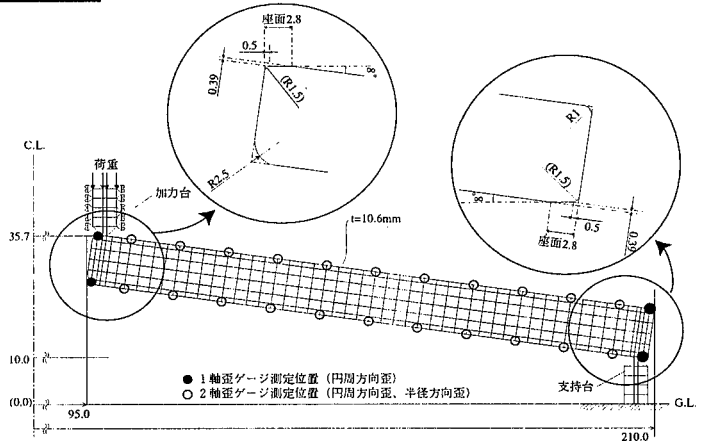 座面2.8
0.5
0.39
(R1.5)
8°
R2.5
R1
(R1.5)
8°
0.5
座面2.8
0.39
C.L.
荷重
加力台
t=10.6mm
35.7
10.0
(0.0)
● 1軸歪ゲージ測定位置（円周方向歪）
○ 2軸歪ゲージ測定位置（円周方向歪、半径方向歪）
支持台
G.L.
95.0
210.0